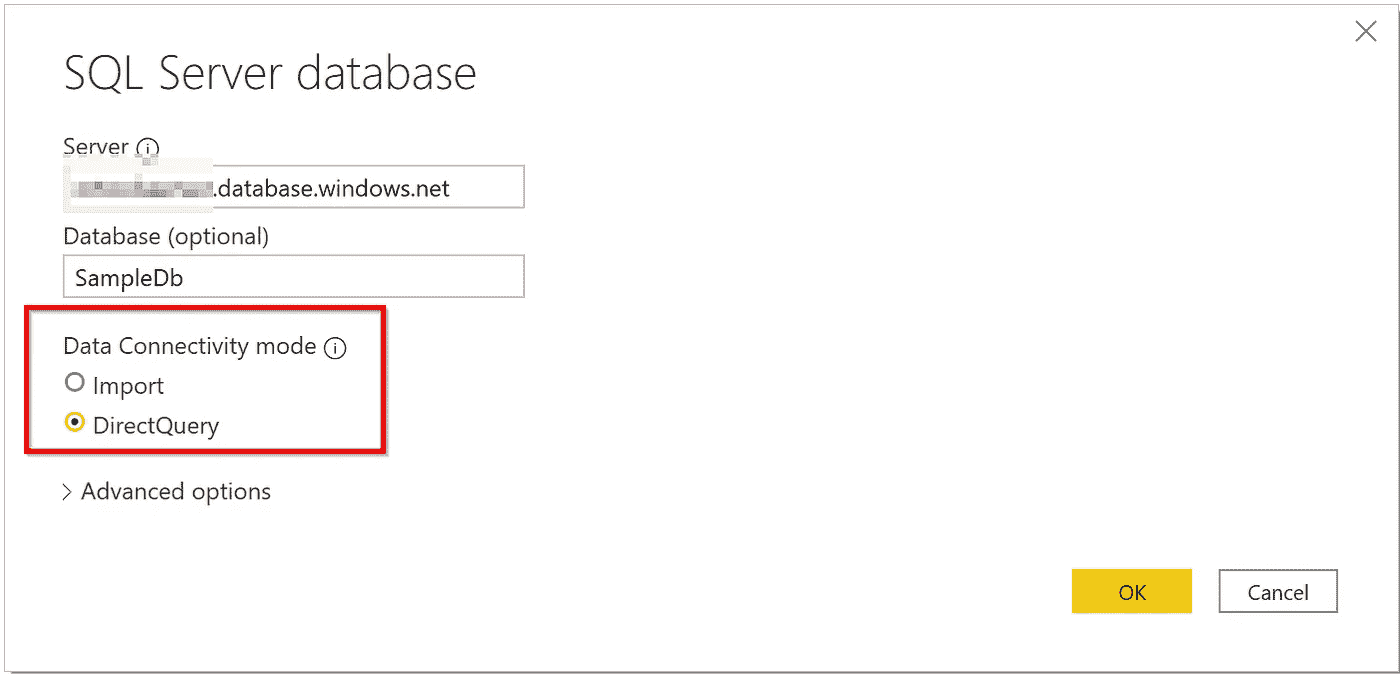 SQL Server database
Server
.database.windows.net
Database (optional)
SampleDb
Data Connectivity mode
Import
DirectQuery
Advanced options
OK
Cancel